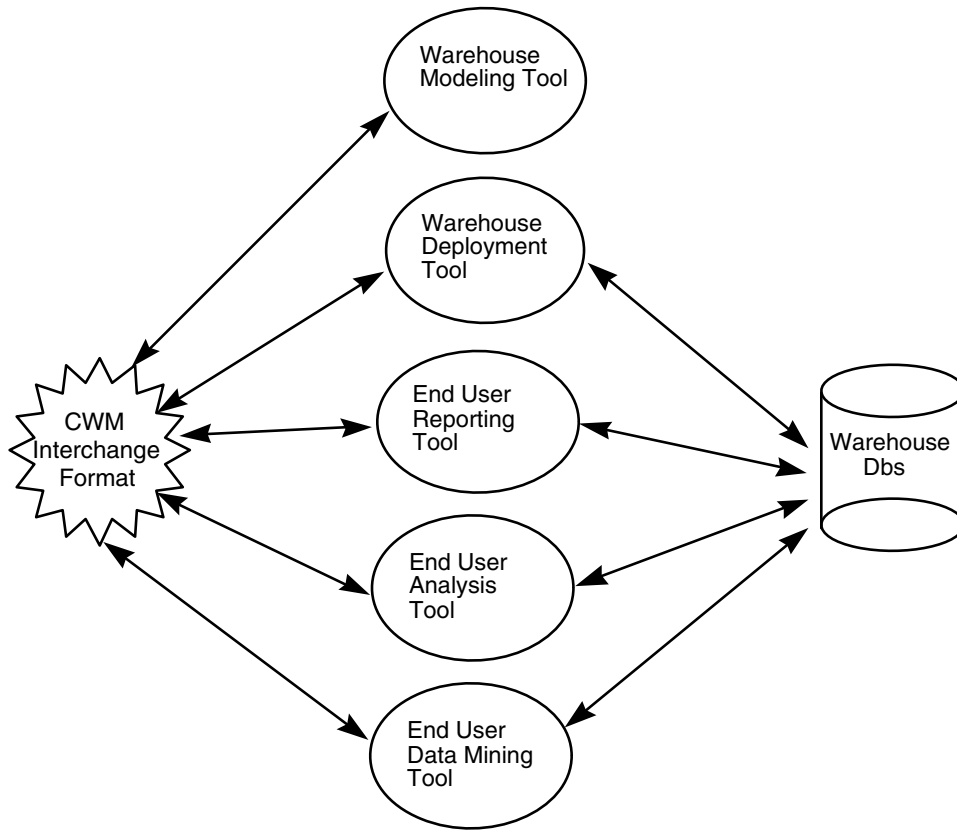 Warehouse
Modeling Tool
Warehouse
Deployment
Tool
End User
Reporting
Tool
CWM
Interchange
Format
Warehouse
Dbs
End User
Analysis
Tool
End User
Data Mining
Tool